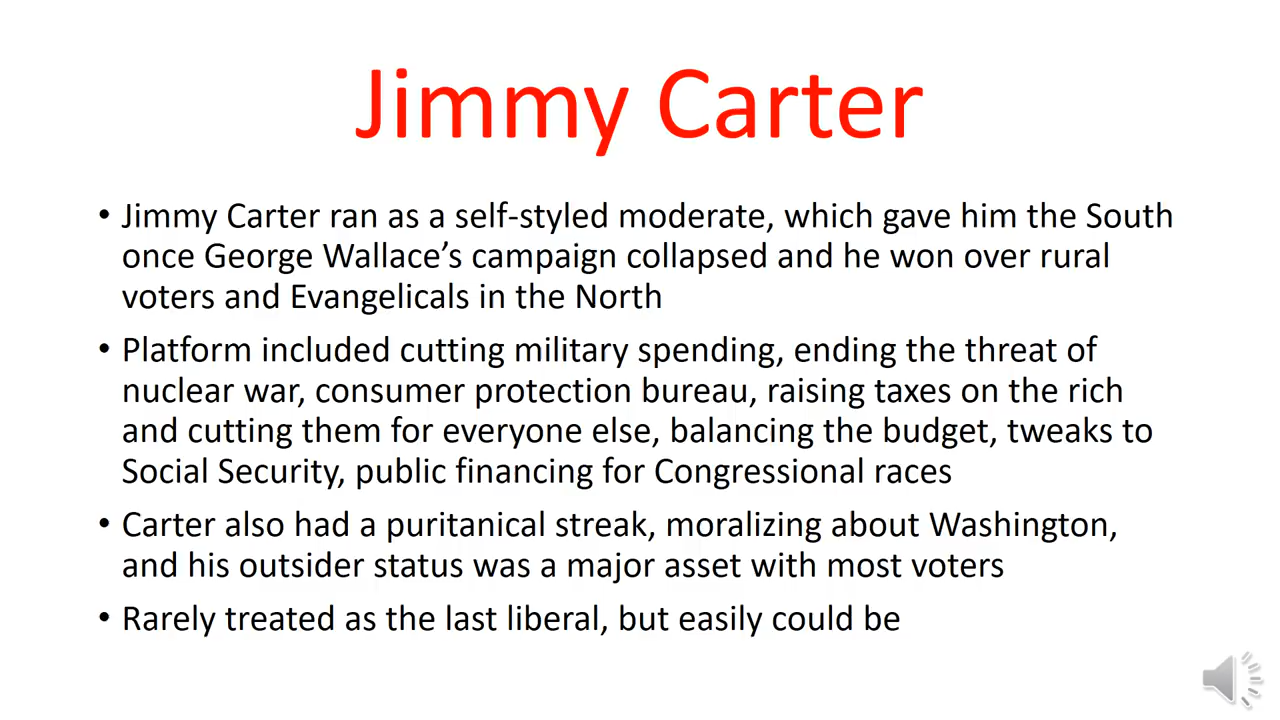 Jimmy Carter
• Jimmy Carter ran as a self-styled moderate, which gave him the South
once George Wallace’s campaign collapsed and he won over rural
voters and Evangelicals in the North
• Platform included cutting military spending, ending the threat of
nuclear war, consumer protection bureau, raising taxes on the rich
and cutting them for everyone else, balancing the budget, tweaks to
Social Security, public financing for Congressional races
• Carter also had a puritanical streak, moralizing about Washington,
and his outsider status was a major asset with most voters
• Rarely treated as the last liberal, but easily could be